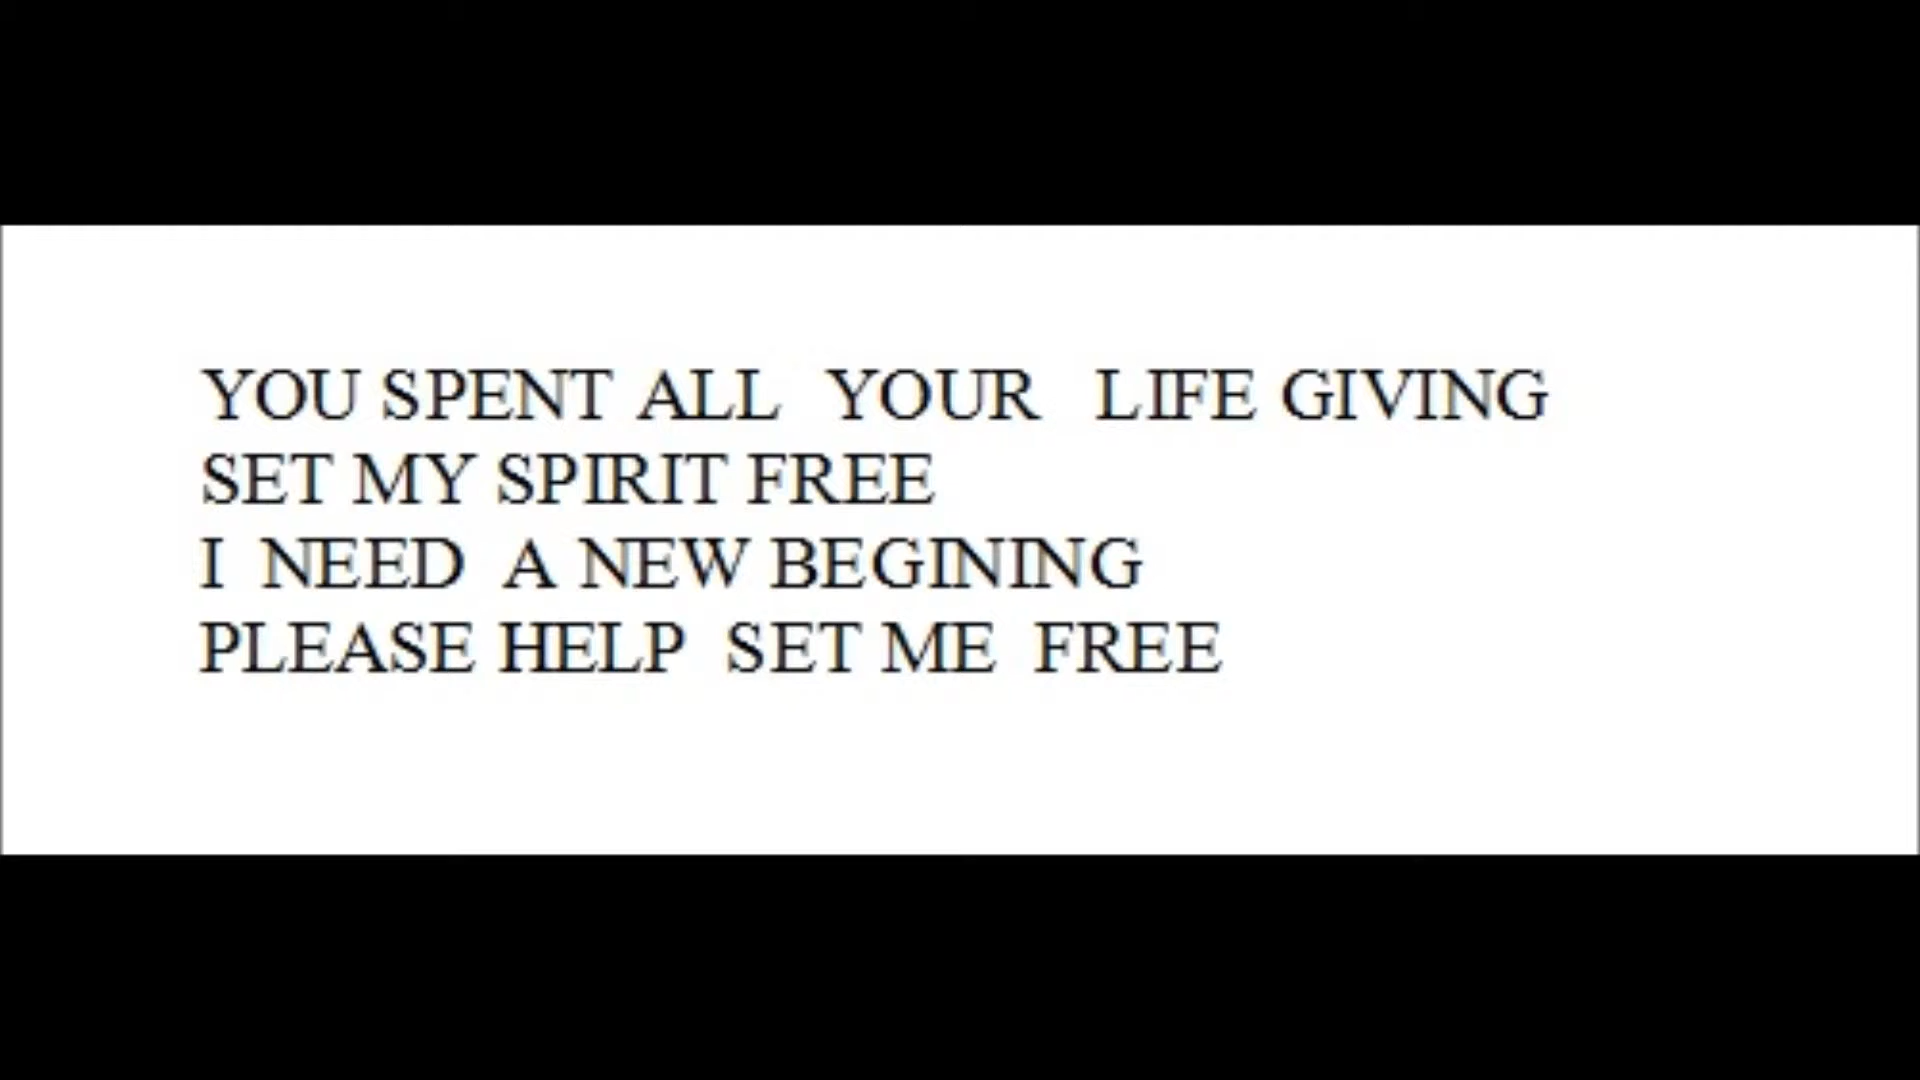 YOU SPENT ALL YOUR LIFE GIVING
SET MY SPIRIT FREE
I NEED A NEW BEGINING
PLEASE HELP SET ME FREE